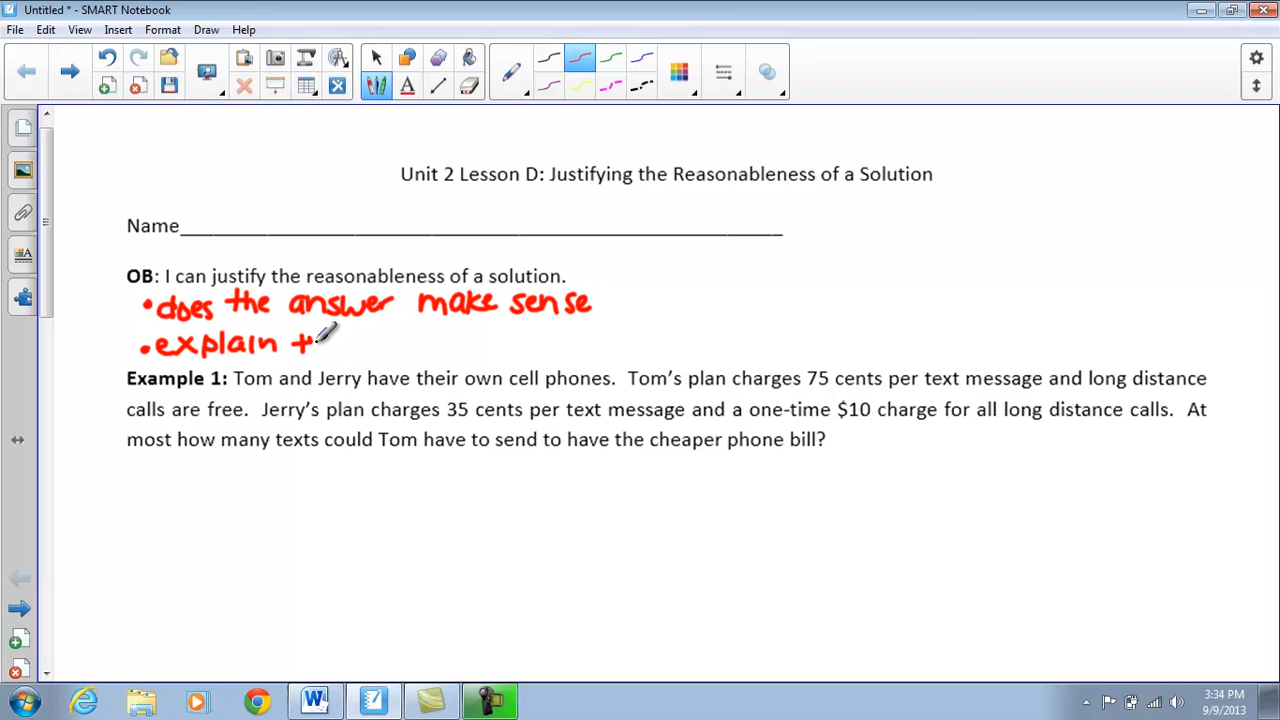 Untitled * - SMART Notebook
File Edit View Insert Format Draw Help
Unit 2 Lesson D: Justifying the Reasonableness of a Solution
Name
OB: I can justify the reasonableness of a solution.
•does the answer make sense
•explain
Example 1: Tom and Jerry have their own cell phones. Tom's plan charges 75 cents per text message and long distance
calls are free. Jerry's plan charges 35 cents per text message and a one-time $10 charge for all long distance calls. At
most how many texts could Tom have to send to have the cheaper phone bill?
3:34 PM
9/9/2013